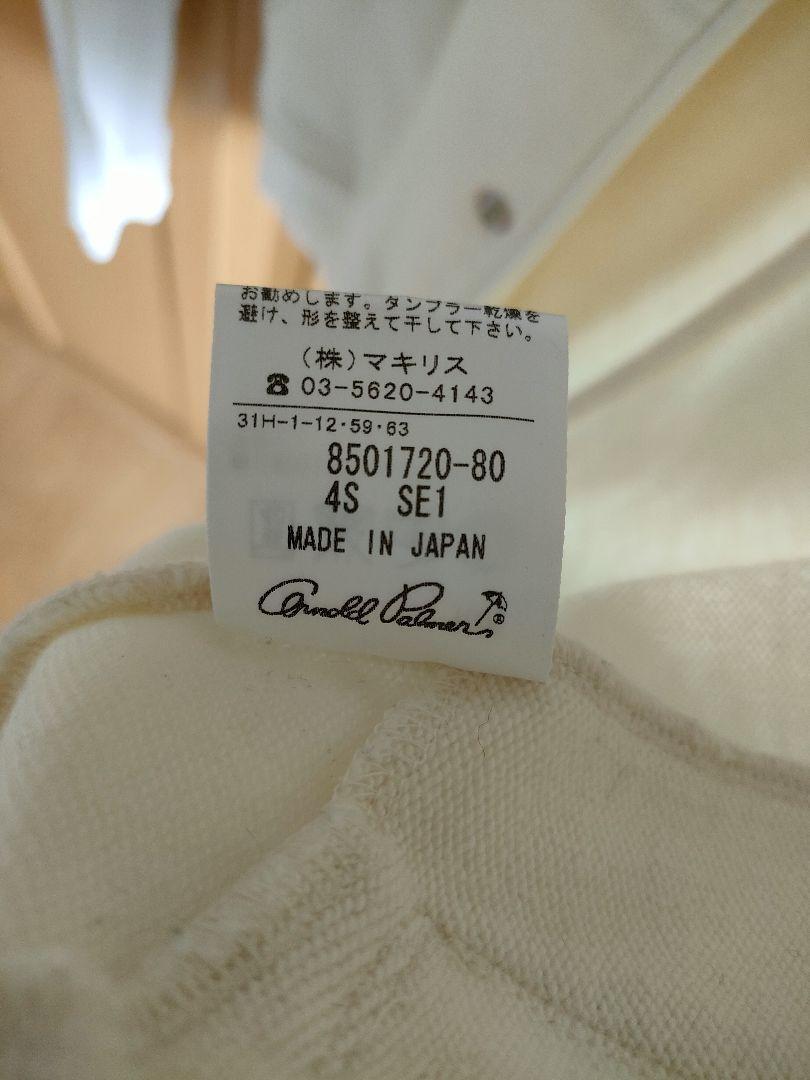 お勧めします。タンブラー乾燥を
避け、形を整えて干して下さい。
(株)マキリス
☎ 03-5620-4143
31H-1-12・59・63
8501720-80
4S SE1
MADE IN JAPAN
Arnold Palmer®